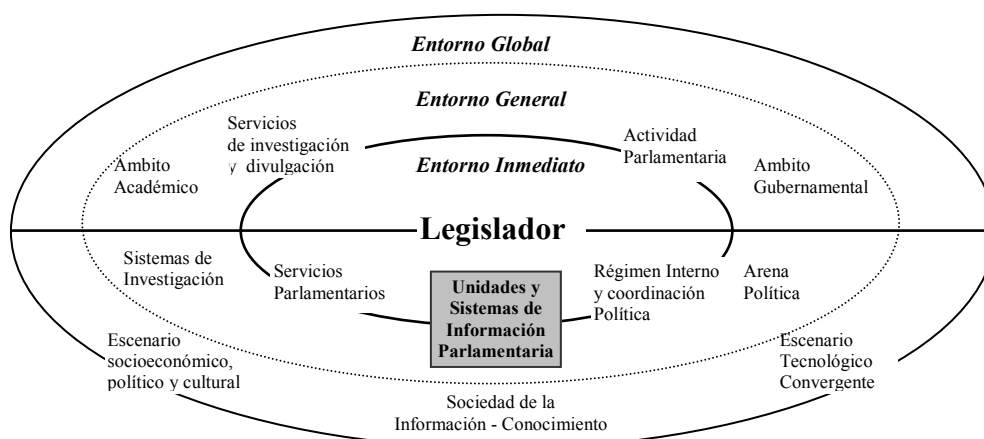 Entorno Global
Entorno General
Servicios
de investigación
y divulgación
Actividad
Parlamentaria
Entorno Inmediato
Ambito
Académico
Ambito
Gubernamental
Legislador
Sistemas de
Investigación
Servicios
Parlamentarios
Unidades y
Sistemas de
Información
Parlamentaria
Régimen Interno
y coordinación
Política
Arena
Política
Escenario
socioeconómico,
político y cultural
Escenario
Tecnológico
Convergente
Sociedad de la
Información - Conocimiento